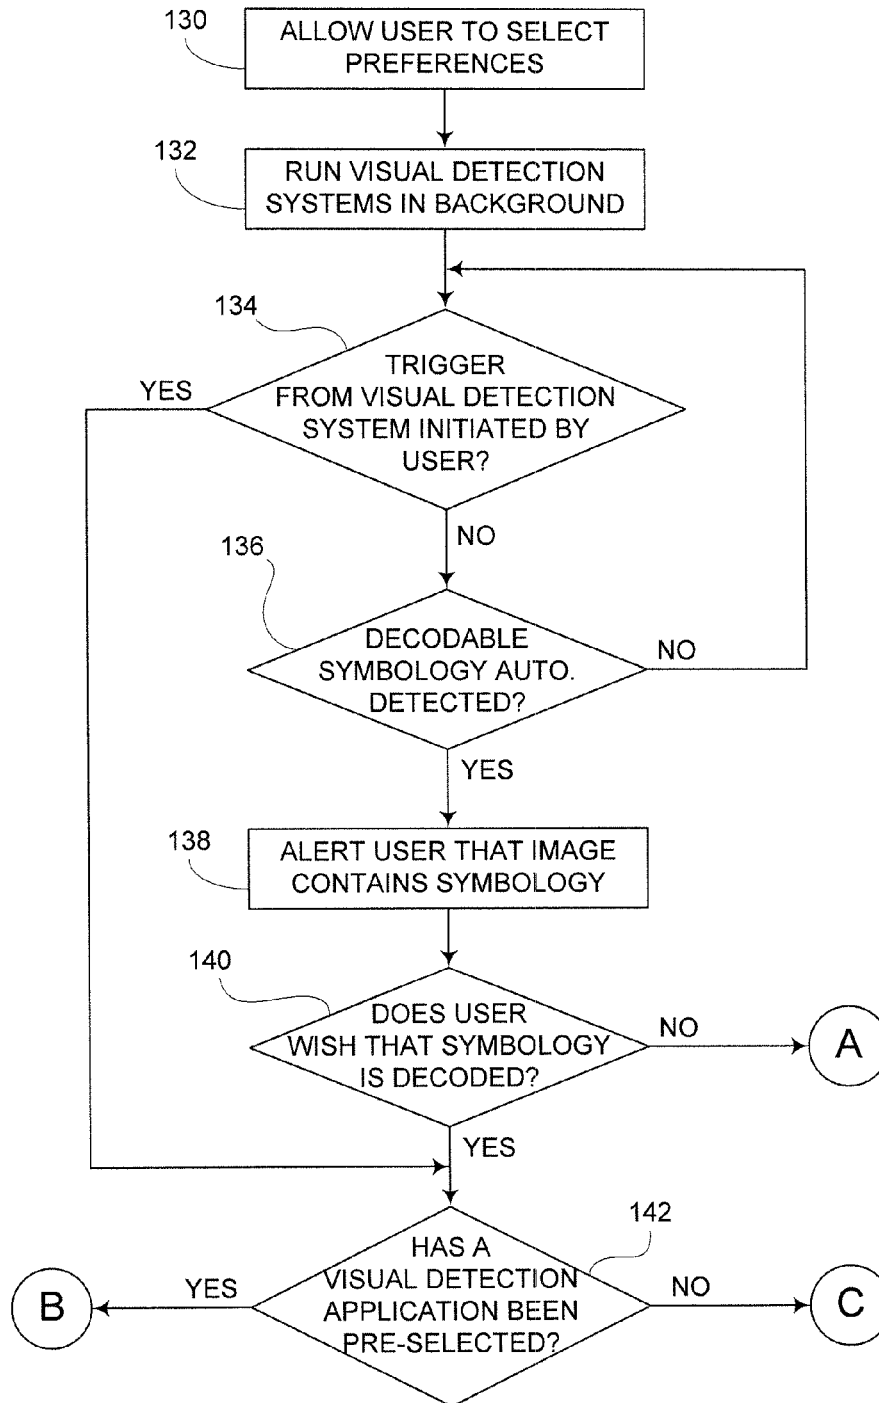 130
ALLOW USER TO SELECT
PREFERENCES
132
RUN VISUAL DETECTION
SYSTEMS IN BACKGROUND
134
TRIGGER
FROM VISUAL DETECTION
SYSTEM INITIATED BY
USER?
YES
NO
136
DECODABLE
SYMBOLOGY AUTO.
DETECTED?
NO
YES
138
ALERT USER THAT IMAGE
CONTAINS SYMBOLOGY
140
DOES USER
WISH THAT SYMBOLOGY
IS DECODED?
NO
A
YES
142
HAS A
VISUAL DETECTION
APPLICATION BEEN
PRE-SELECTED?
YES
B
NO
C